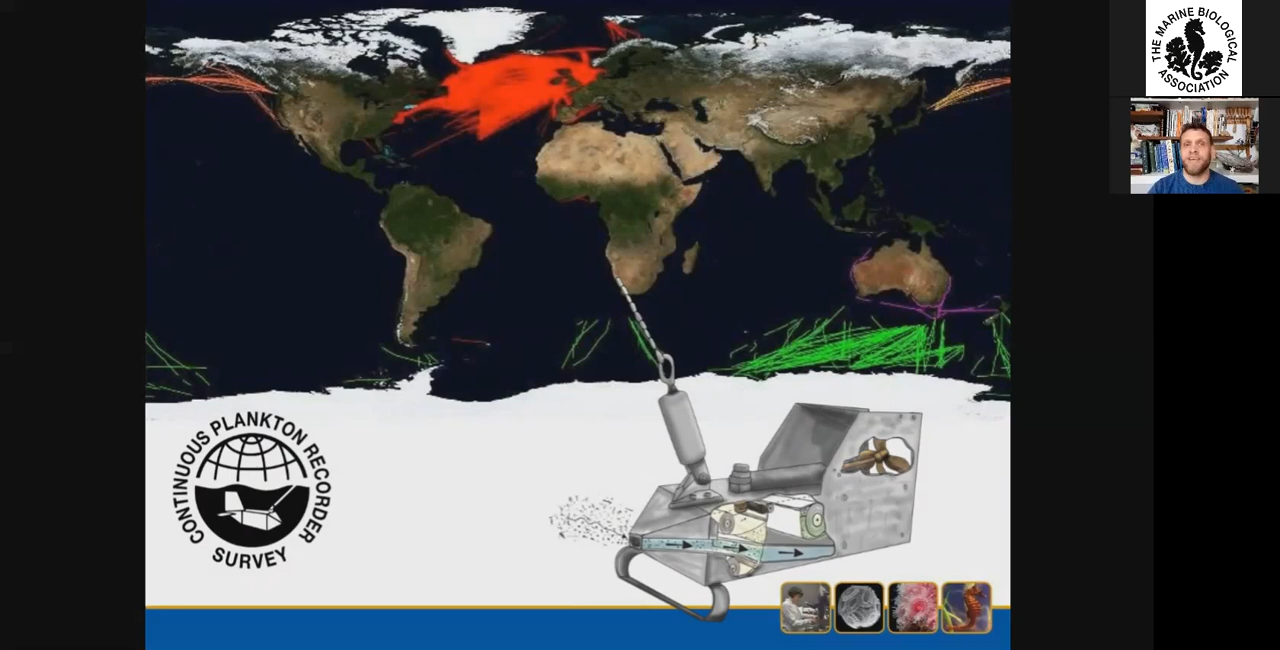 THE MARINE BIOLOGICAL
ASSOCIATION
CONTINUOUS PLANKTON RECORDER
SURVEY